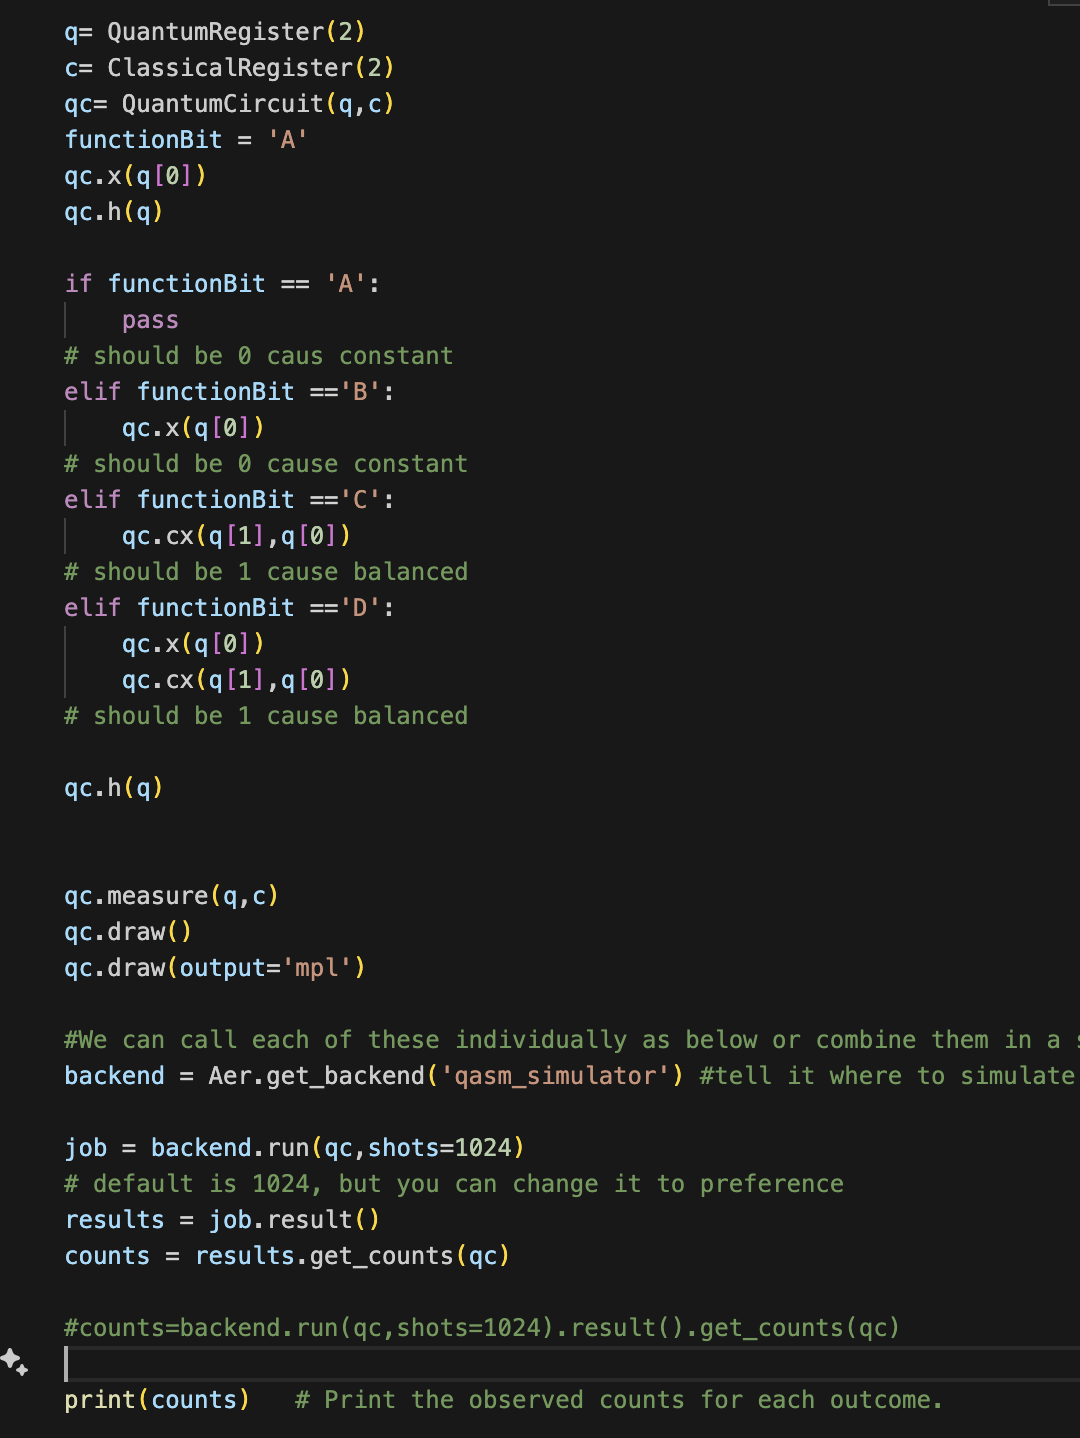 q= QuantumRegister(2)
c= ClassicalRegister(2)
qc= QuantumCircuit(q,c)
functionBit = 'A'
qc.x(q[0])
qc.h(q)
if functionBit == 'A':
    pass
# should be 0 caus constant
elif functionBit =='B':
    qc.x(q[0])
# should be 0 cause constant
elif functionBit =='C':
    qc.cx(q[1],q[0])
# should be 1 cause balanced
elif functionBit =='D':
    qc.x(q[0])
    qc.cx(q[1],q[0])
# should be 1 cause balanced
qc.h(q)
qc.measure(q,c)
qc.draw()
qc.draw(output='mpl')
#We can call each of these individually as below or combine them in a
backend = Aer.get_backend('qasm_simulator') #tell it where to simulate
job = backend.run(qc,shots=1024)
# default is 1024, but you can change it to preference
results = job.result()
counts = results.get_counts(qc)
#counts=backend.run(qc,shots=1024).result().get_counts(qc)
print(counts)   # Print the observed counts for each outcome.